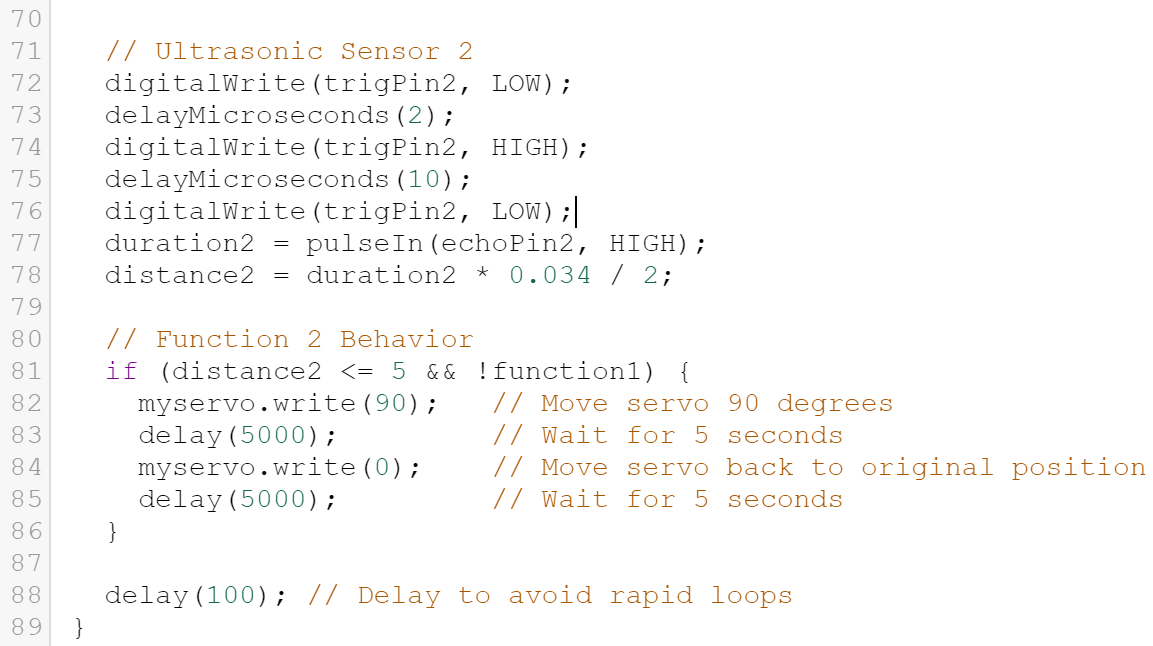 70
71 // Ultrasonic Sensor 2
72 digitalWrite(trigPin2, LOW);
73 delayMicroseconds(2);
74 digitalWrite(trigPin2, HIGH);
75 delayMicroseconds(10);
76 digitalWrite(trigPin2, LOW);
77 duration2 = pulseIn(echoPin2, HIGH);
78 distance2 = duration2 * 0.034 / 2;
79
80 // Function 2 Behavior
81 if (distance2 <= 5 && !function1) {
82 myservo.write(90); // Move servo 90 degrees
83 delay(5000); // Wait for 5 seconds
84 myservo.write(0); // Move servo back to original position
85 delay(5000); // Wait for 5 seconds
86 }
87
88 delay(100); // Delay to avoid rapid loops
89 }